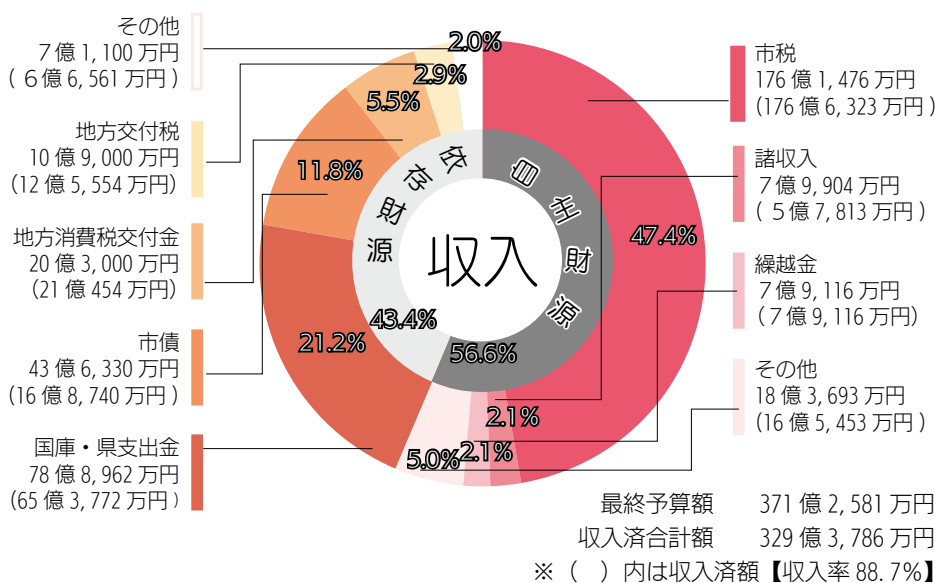 その他
7億1,100万円
(6億6,561万円)
地方交付税
10億9,000万円
(12億5,554万円)
地方消費税交付金
20億3,000万円
(21億454万円)
市債
43億6,330万円
(16億8,740万円)
国庫・県支出金
78億8,962万円
(65億3,772万円)
2.0%
2.9%
5.5%
11.8%
21.2%
依存財源
43.4%
収入
自主財源
56.6%
47.4%
2.1%
2.1%
5.0%
市税
176億1,476万円
(176億6,323万円)
諸収入
7億9,904万円
(5億7,813万円)
繰越金
7億9,116万円
(7億9,116万円)
その他
18億3,693万円
(16億5,453万円)
最終予算額 371億2,581万円
収入済合計額 329億3,786万円
※( )内は収入済額【収入率88.7%】